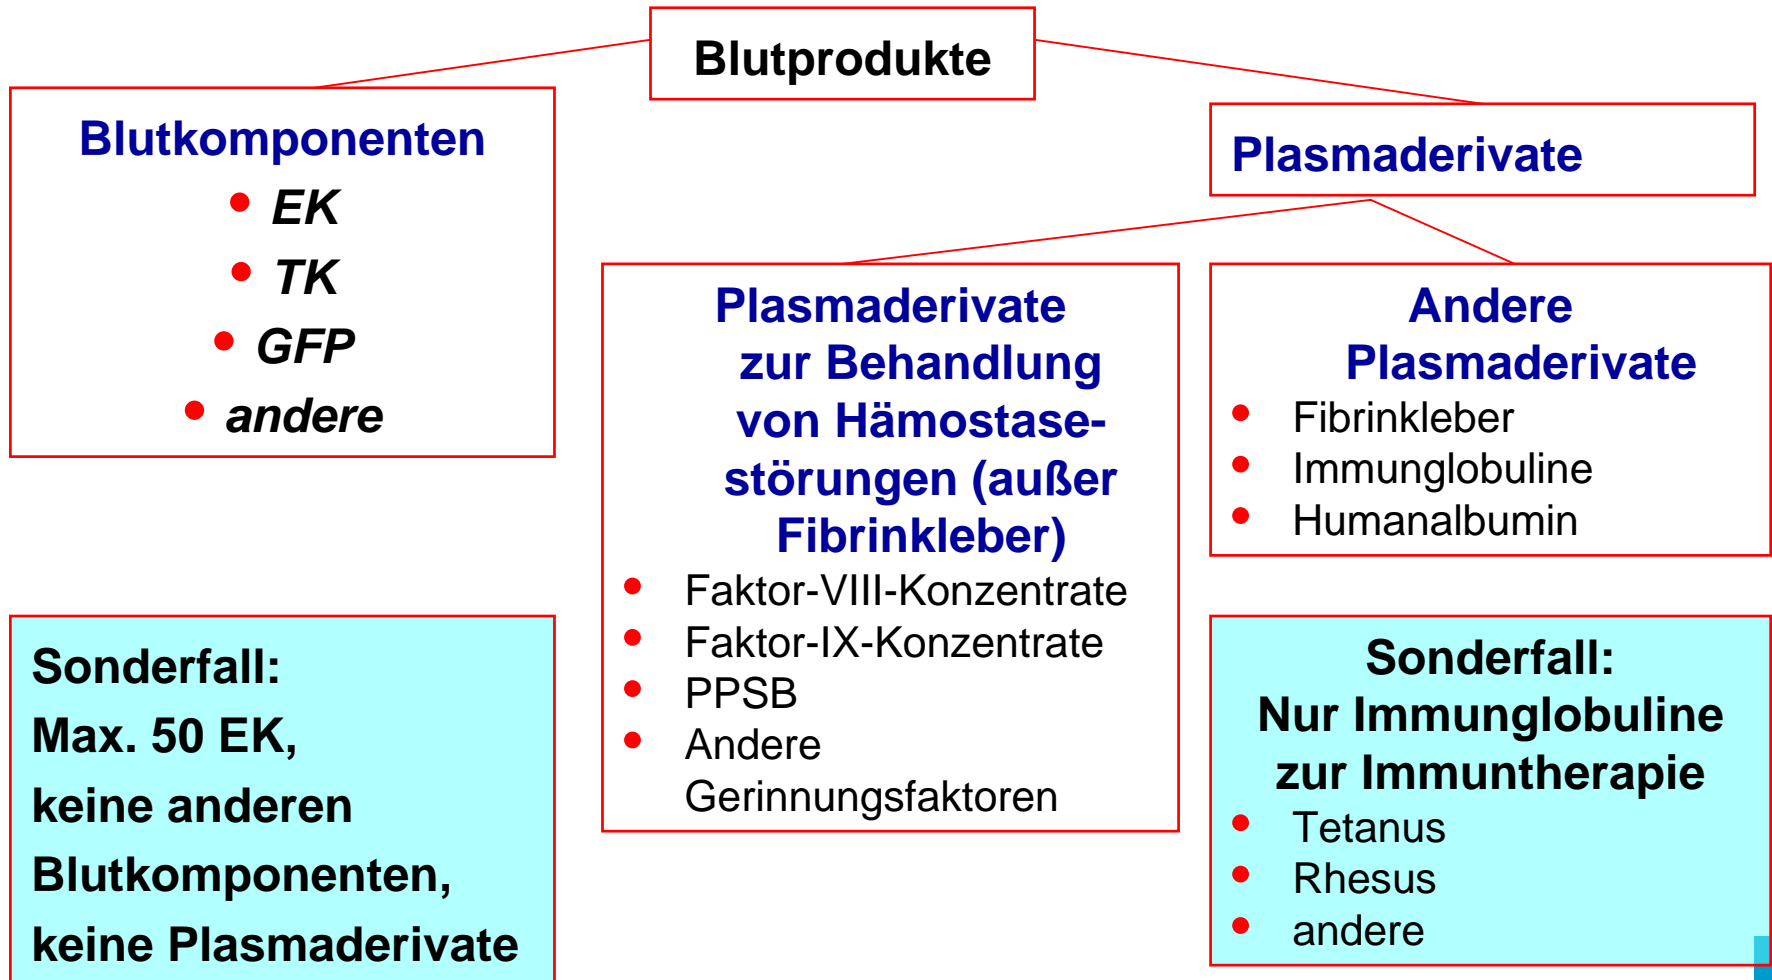 Blutprodukte
Blutkomponenten
• EK
• TK
• GFP
• andere
Plasmaderivate
Plasmaderivate
zur Behandlung
von Hämostase-
störungen (außer
Fibrinkleber)
• Faktor-VIII-Konzentrate
• Faktor-IX-Konzentrate
• PPSB
• Andere
Gerinnungsfaktoren
Andere
Plasmaderivate
• Fibrinkleber
• Immunglobuline
• Humanalbumin
Sonderfall:
Max. 50 EK,
keine anderen
Blutkomponenten,
keine Plasmaderivate
Sonderfall:
Nur Immunglobuline
zur Immuntherapie
• Tetanus
• Rhesus
• andere